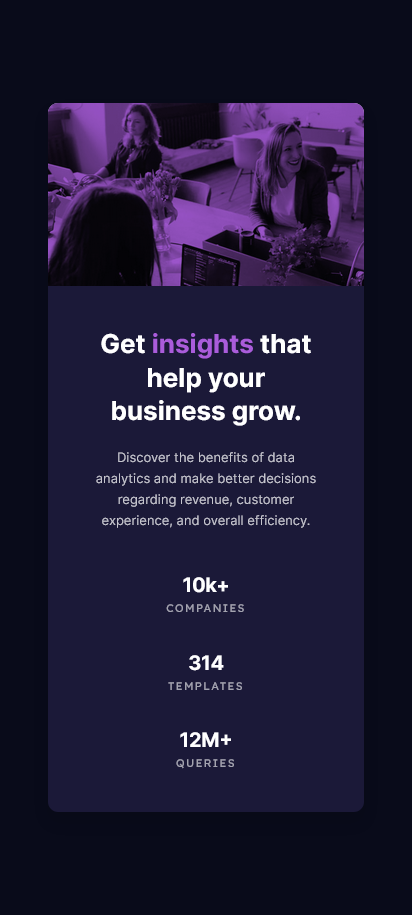 Get insights that
help your
business grow.
Discover the benefits of data
analytics and make better decisions
regarding revenue, customer
experience, and overall efficiency.
10k+
COMPANIES
314
TEMPLATES
12M+
QUERIES